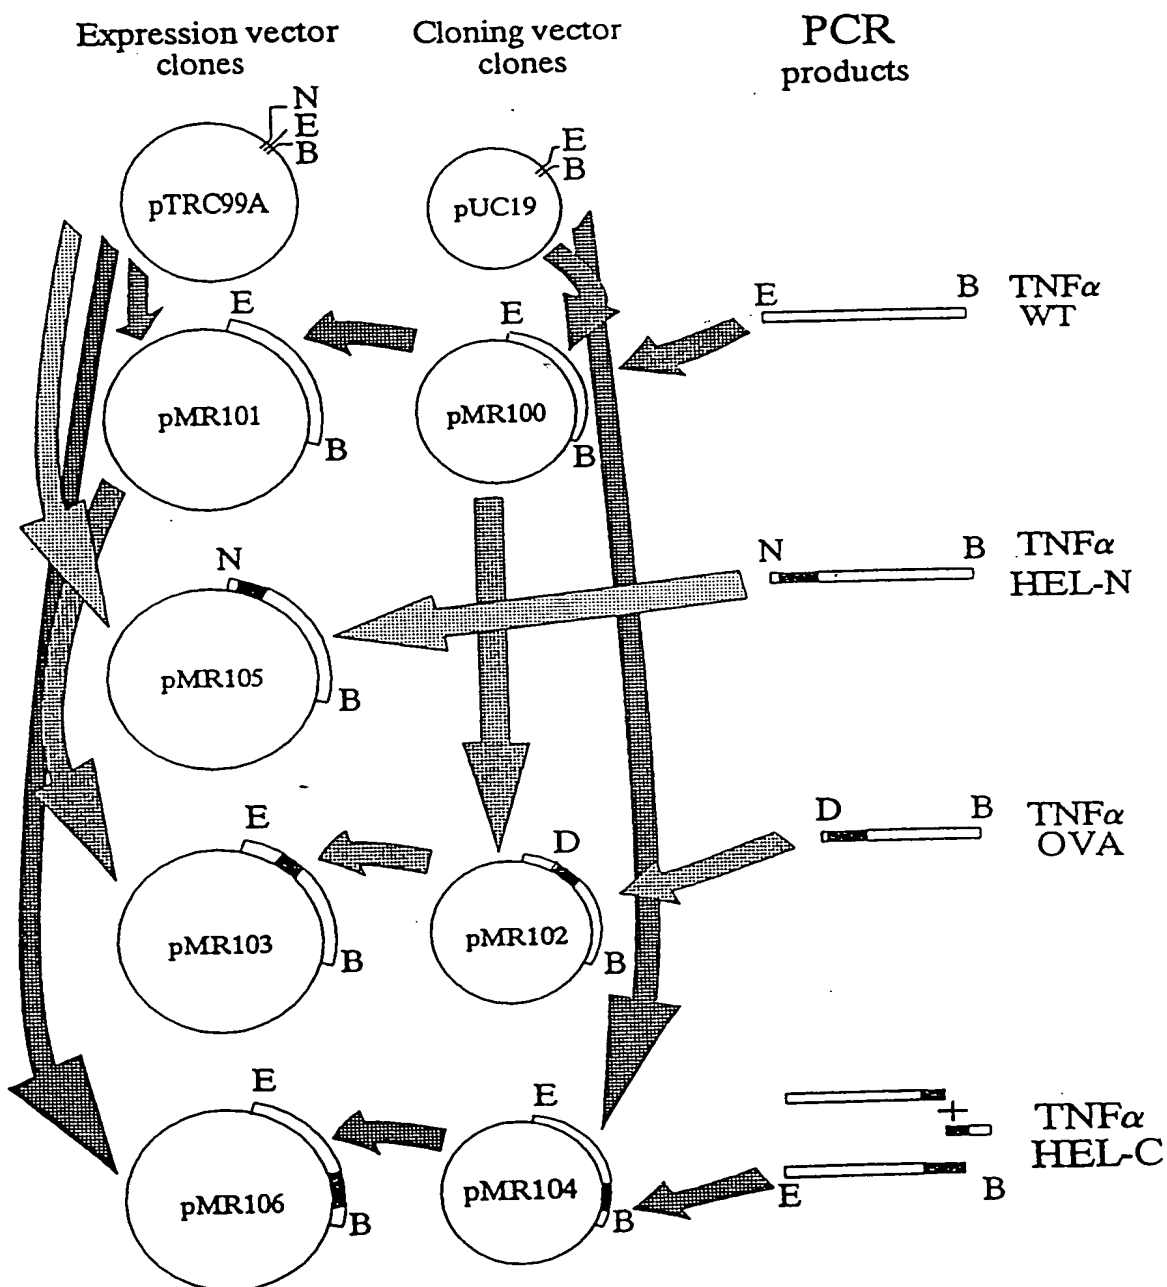 Expression vector
clones
Cloning vector
clones
PCR
products
N
E
B
pTRC99A
E
B
pUC19
E
B
pMR101
E
B
pMR100
E
B
TNFα
WT
N
B
pMR105
N
B
TNFα
HEL-N
E
B
pMR103
D
B
pMR102
D
B
TNFα
OVA
E
B
pMR106
E
B
pMR104
+
E
B
TNFα
HEL-C